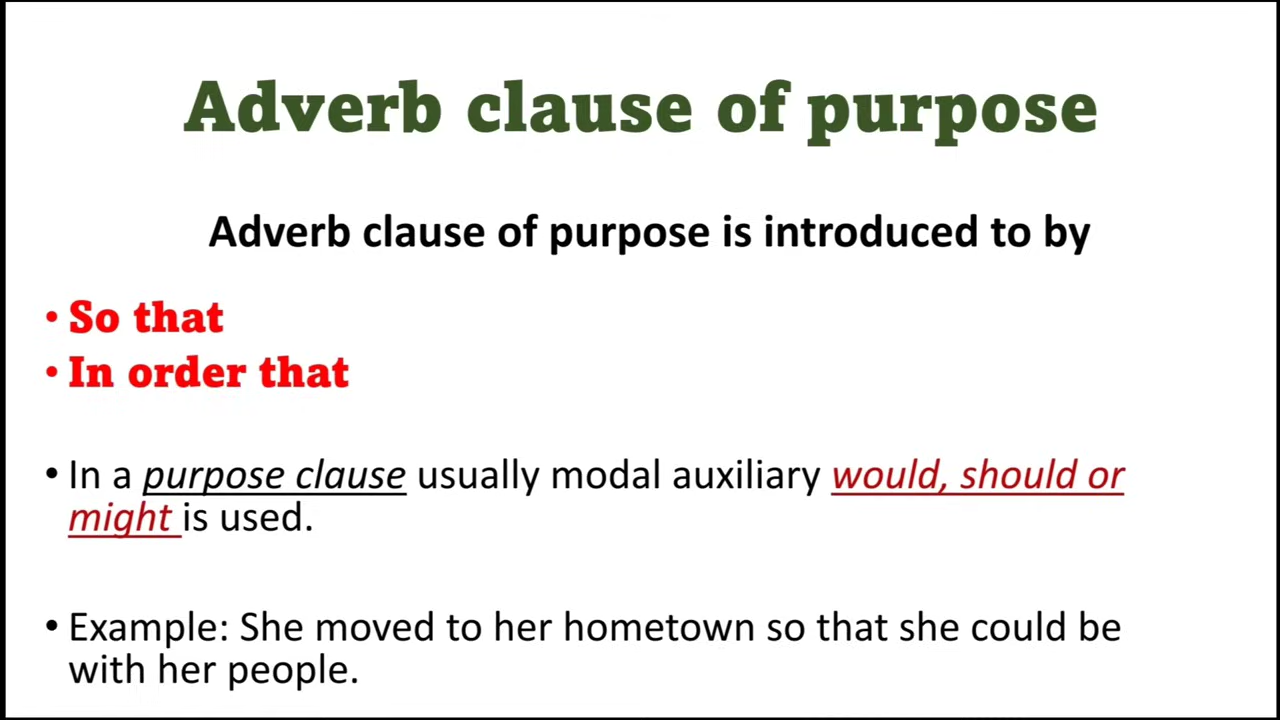 Adverb clause of purpose
Adverb clause of purpose is introduced to by
• So that
• In order that
• In a purpose clause usually modal auxiliary would, should or
might is used.
• Example: She moved to her hometown so that she could be
with her people.